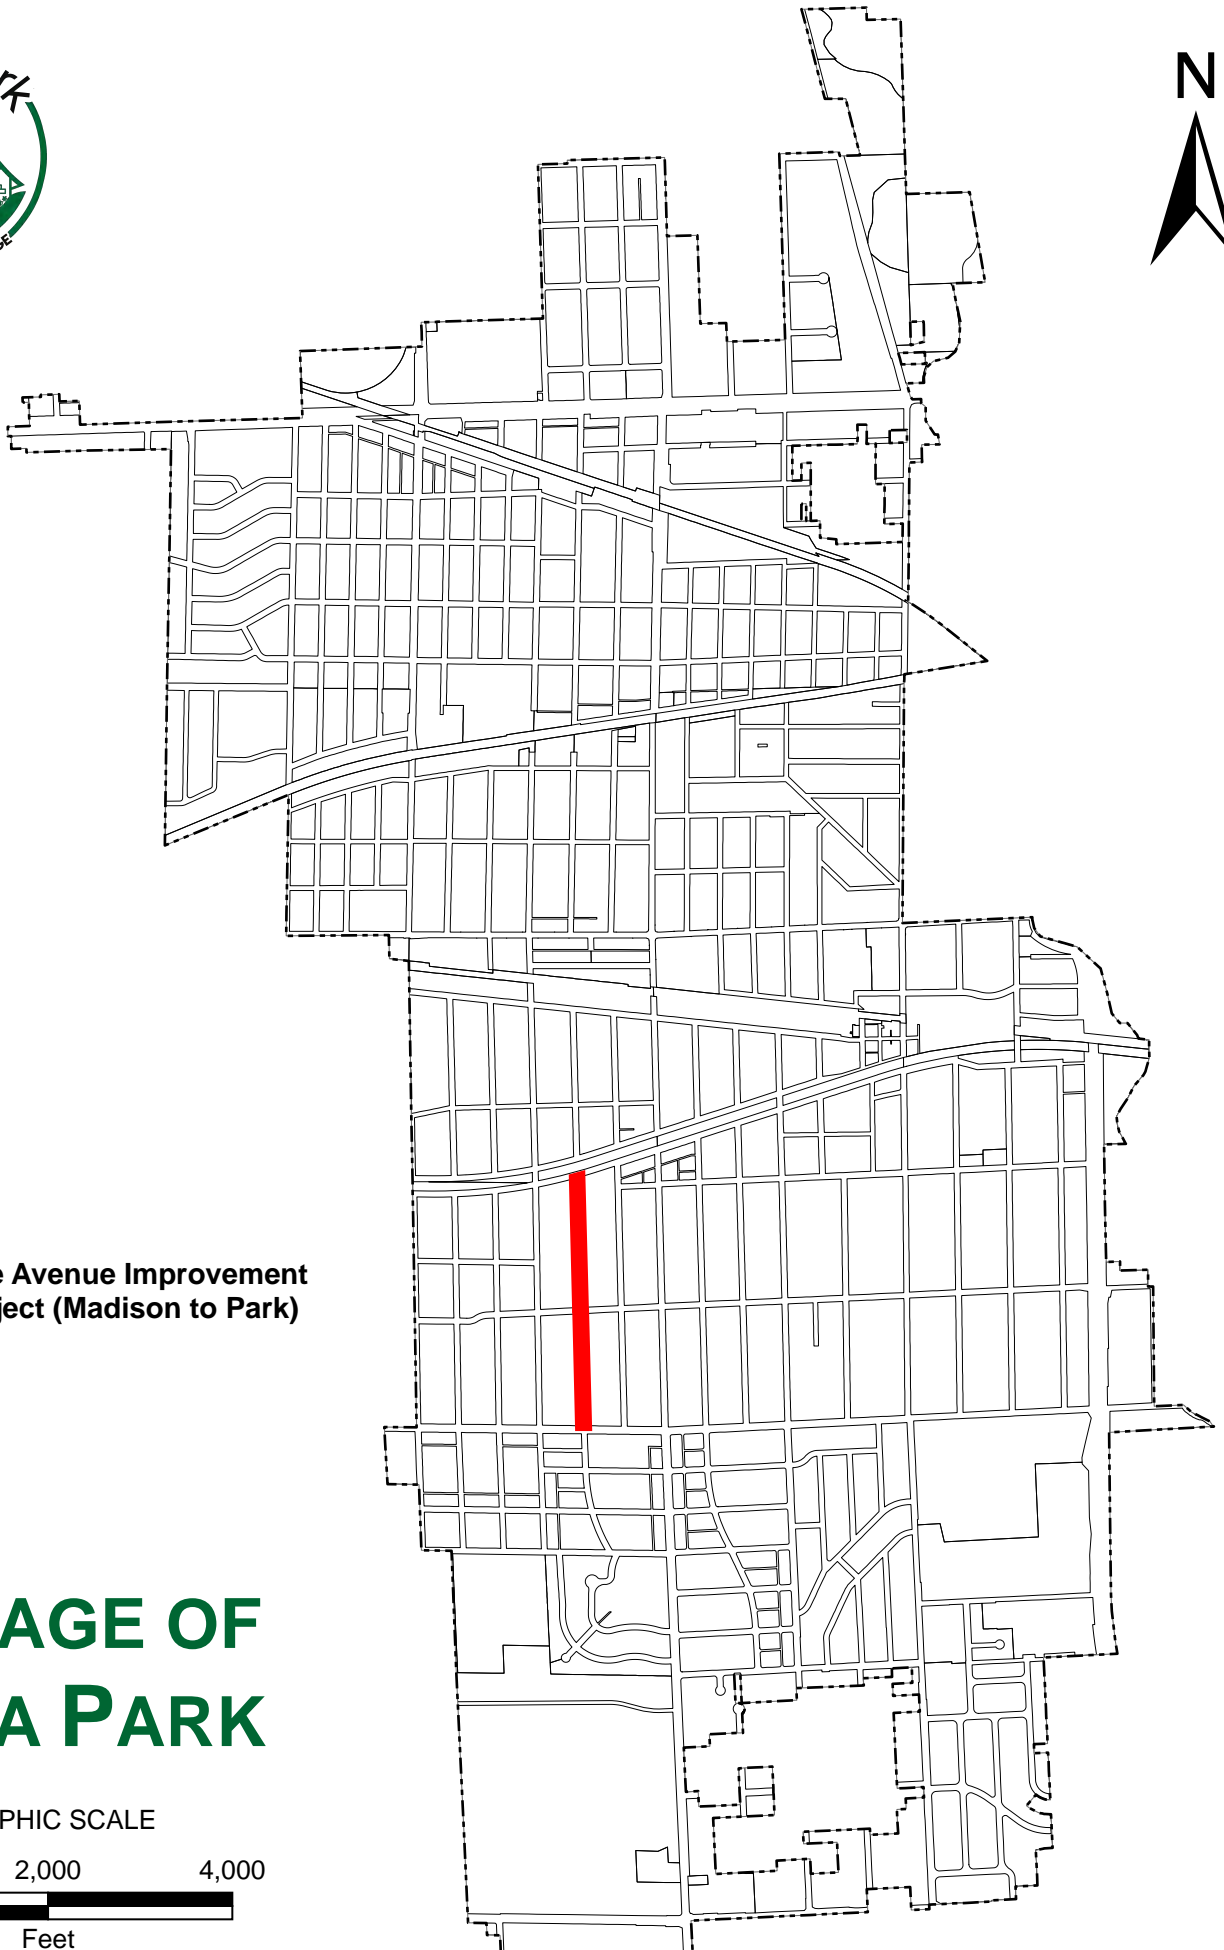 N
e Avenue Improvement
ject (Madison to Park)
AGE OF
A PARK
PHIC SCALE
2,000 4,000
Feet